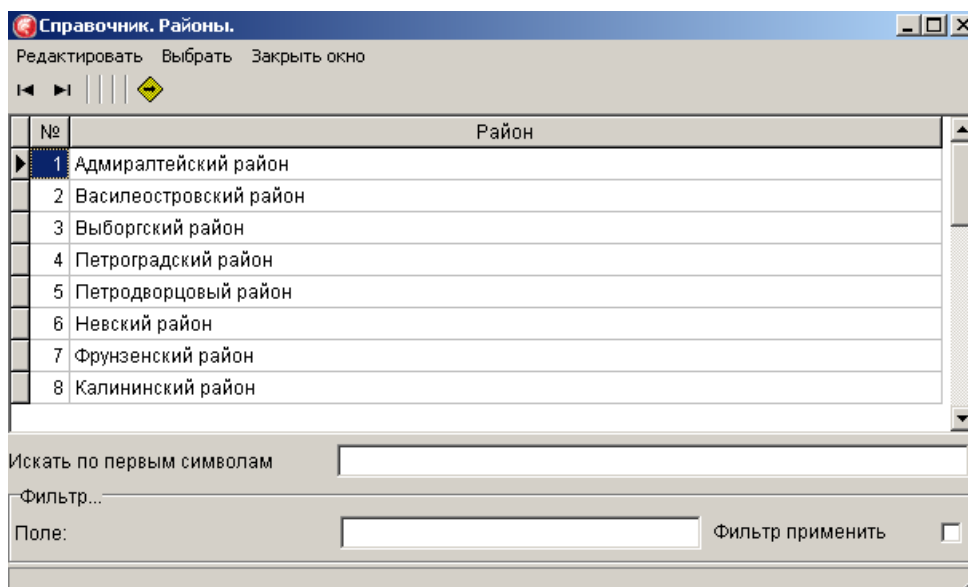 Справочник. Районы.
Редактировать Выбрать Закрыть окно
№ Район
1 Адмиралтейский район
2 Василеостровский район
3 Выборгский район
4 Петроградский район
5 Петродворцовый район
6 Невский район
7 Фрунзенский район
8 Калининский район
Искать по первым символам
Фильтр...
Поле: Фильтр применить